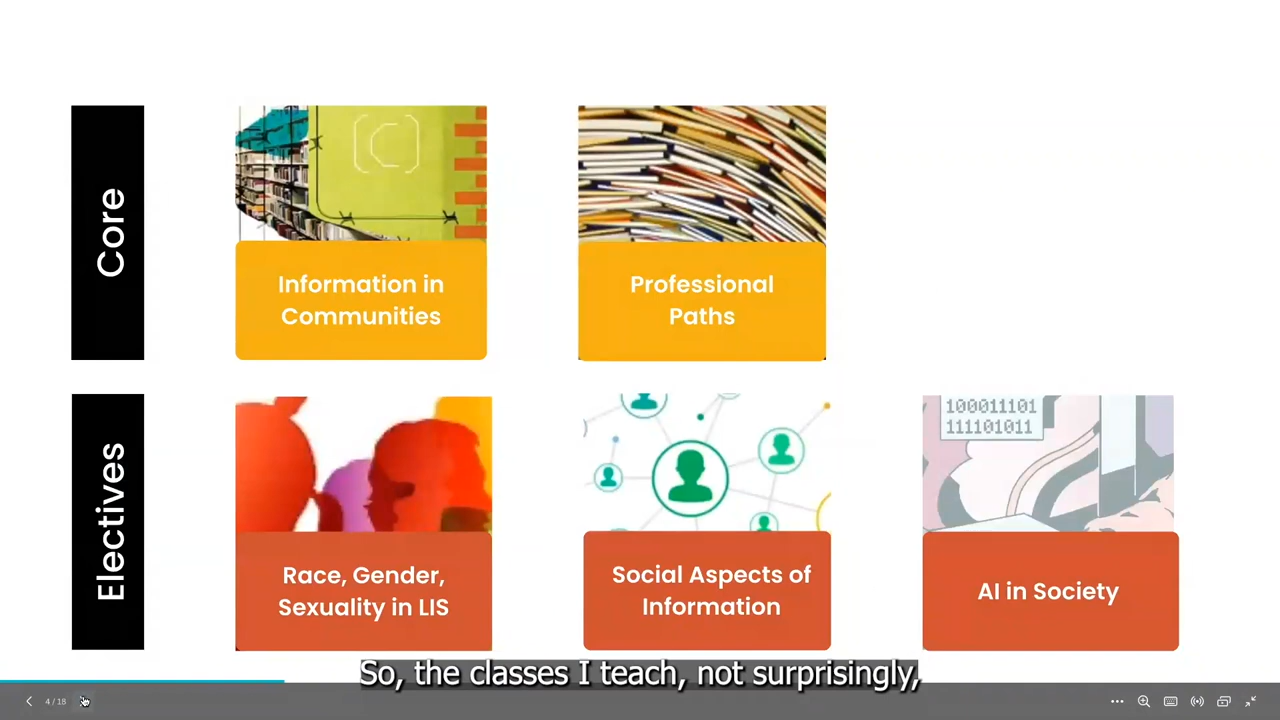 Core
Information in
Communities
Professional
Paths
Electives
100011101
111101011
Race, Gender,
Sexuality in LIS
Social Aspects of
Information
AI in Society
So, the classes I teach, not surprisingly,
4 / 18